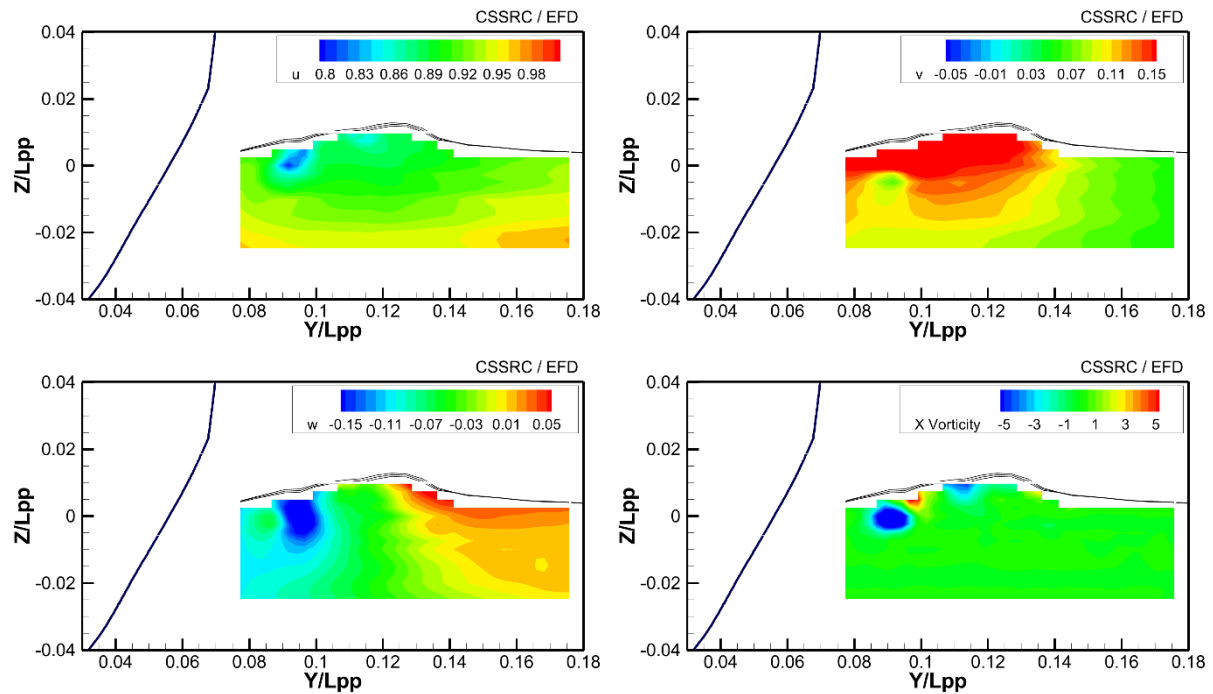 CSSRC / EFD
u 0.8 0.83 0.86 0.89 0.92 0.95 0.98
Z/Lpp
0.04
0.02
0
-0.02
-0.04
0.04 0.06 0.08 0.1 0.12 0.14 0.16 0.18
Y/Lpp
CSSRC / EFD
v -0.05 -0.01 0.03 0.07 0.11 0.15
Z/Lpp
0.04
0.02
0
-0.02
-0.04
0.04 0.06 0.08 0.1 0.12 0.14 0.16 0.18
Y/Lpp
CSSRC / EFD
w -0.15 -0.11 -0.07 -0.03 0.01 0.05
Z/Lpp
0.04
0.02
0
-0.02
-0.04
0.04 0.06 0.08 0.1 0.12 0.14 0.16 0.18
Y/Lpp
CSSRC / EFD
X Vorticity -5 -3 -1 1 3 5
Z/Lpp
0.04
0.02
0
-0.02
-0.04
0.04 0.06 0.08 0.1 0.12 0.14 0.16 0.18
Y/Lpp